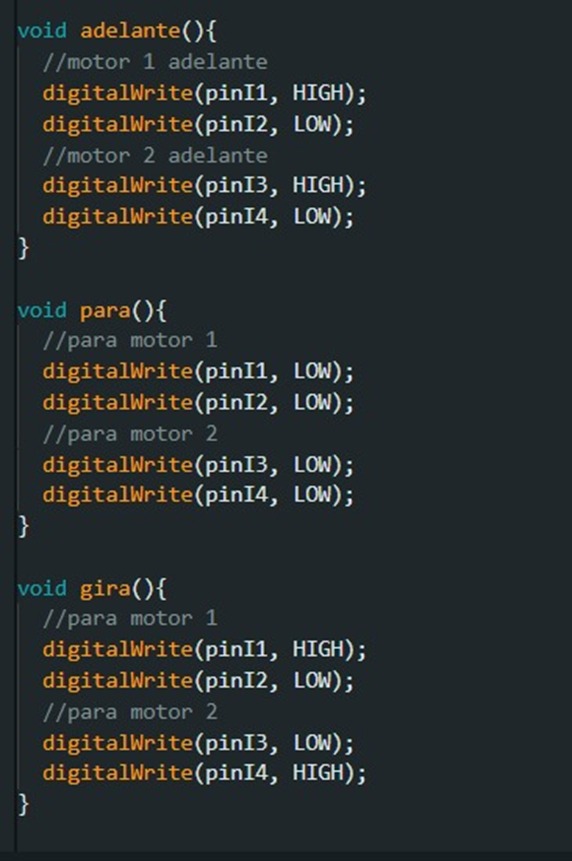 void adelante(){
//motor 1 adelante
digitalWrite(pinI1, HIGH);
digitalWrite(pinI2, LOW);
//motor 2 adelante
digitalWrite(pinI3, HIGH);
digitalWrite(pinI4, LOW);
}
void para(){
//para motor 1
digitalWrite(pinI1, LOW);
digitalWrite(pinI2, LOW);
//para motor 2
digitalWrite(pinI3, LOW);
digitalWrite(pinI4, LOW);
}
void gira(){
//para motor 1
digitalWrite(pinI1, HIGH);
digitalWrite(pinI2, LOW);
//para motor 2
digitalWrite(pinI3, LOW);
digitalWrite(pinI4, HIGH);
}